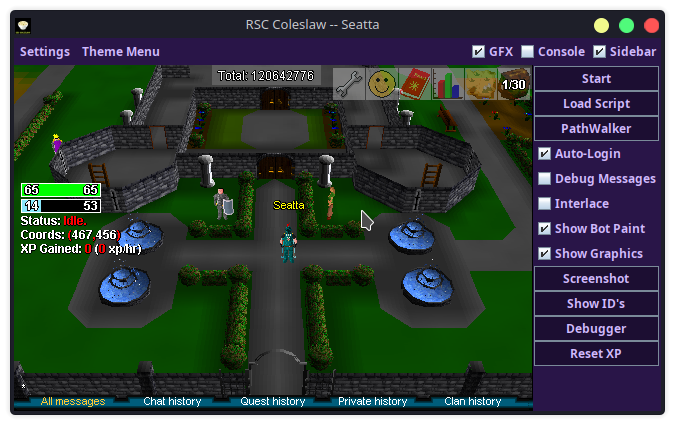 RSC Coleslaw -- Seatta
Settings Theme Menu GFX Console Sidebar
Total: 120642776
1/30
Start
Load Script
PathWalker
Auto-Login
Debug Messages
Interlace
Show Bot Paint
Show Graphics
Screenshot
Show ID's
Debugger
Reset XP
65 65
14 53
Status: Idle.
Coords: (467,456)
XP Gained: 0 (0 xp/hr)
Seatta
*
All messages Chat history Quest history Private history Clan history